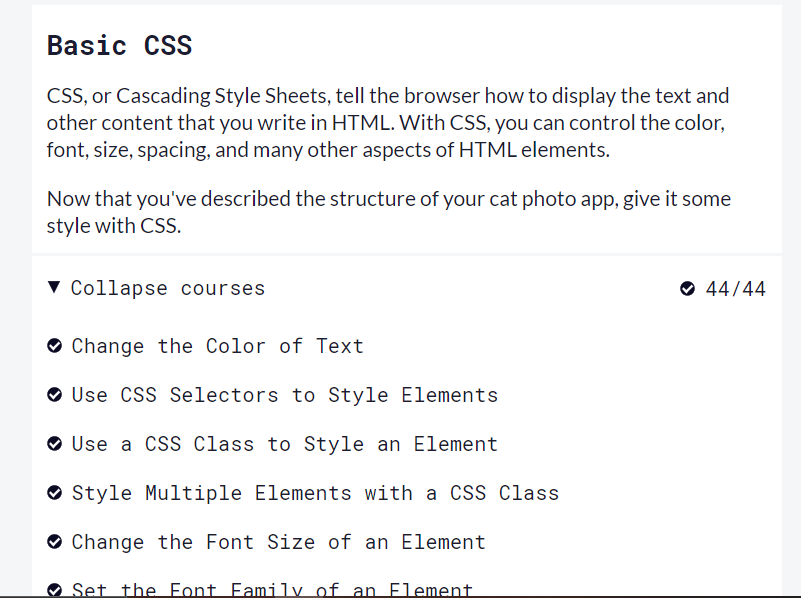 Basic CSS
CSS, or Cascading Style Sheets, tell the browser how to display the text and
other content that you write in HTML. With CSS, you can control the color,
font, size, spacing, and many other aspects of HTML elements.
Now that you've described the structure of your cat photo app, give it some
style with CSS.
Collapse courses 44/44
Change the Color of Text
Use CSS Selectors to Style Elements
Use a CSS Class to Style an Element
Style Multiple Elements with a CSS Class
Change the Font Size of an Element
Set the Font Family of an Element